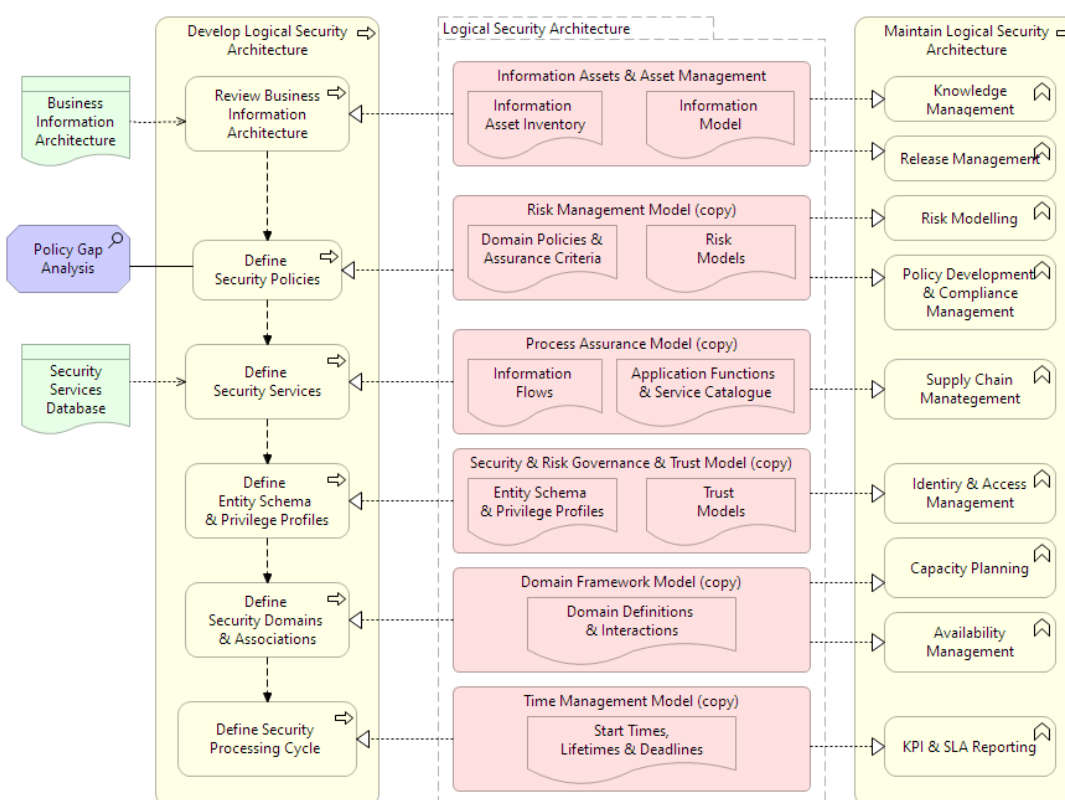 Develop Logical Security
Architecture
Business
Information
Architecture
Review Business
Information
Architecture
Policy Gap
Analysis
Define
Security Policies
Security
Services
Database
Define
Security Services
Define
Entity Schema
& Privilege Profiles
Define
Security Domains
& Associations
Define Security
Processing Cycle
Logical Security Architecture
Information Assets & Asset Management
Information
Asset Inventory
Information
Model
Risk Management Model (copy)
Domain Policies &
Assurance Criteria
Risk
Models
Process Assurance Model (copy)
Information
Flows
Application Functions
& Service Catalogue
Security & Risk Governance & Trust Model (copy)
Entity Schema
& Privilege Profiles
Trust
Models
Domain Framework Model (copy)
Domain Definitions
& Interactions
Time Management Model (copy)
Start Times,
Lifetimes & Deadlines
Maintain Logical Security
Architecture
Knowledge
Management
Release Management
Risk Modelling
Policy Development
& Compliance
Management
Supply Chain
Manategement
Identiry & Access
Management
Capacity Planning
Availability
Management
KPI & SLA Reporting